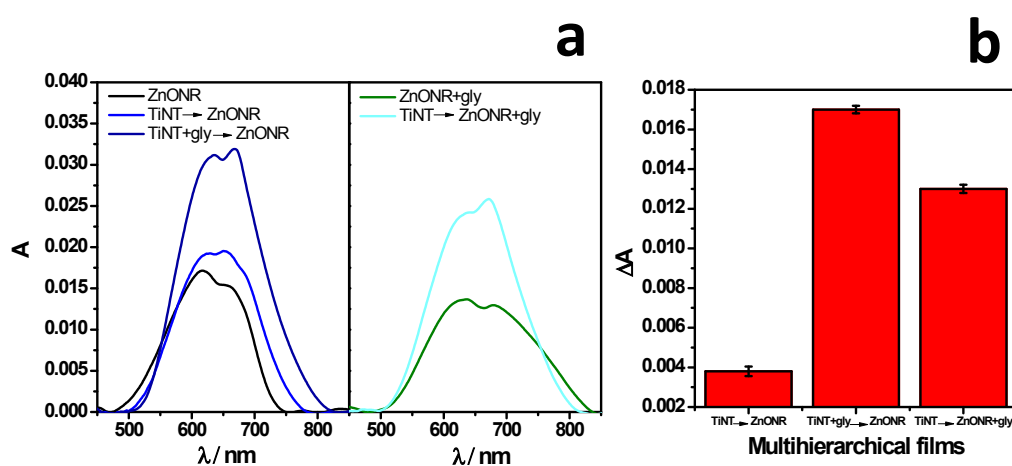 a
b
0.040
0.035
0.030
0.025
0.020
0.015
0.010
0.005
0.000
A
ZnONR
TiNT→ZnONR
TiNT+gly→ZnONR
ZnONR+gly
TiNT→ZnONR+gly
500 600 700 800 500 600 700 800
λ/ nm λ/ nm
0.018
0.016
0.014
0.012
0.010
0.008
0.006
0.004
0.002
ΔA
TiNT→ZnONR TiNT+gly→ZnONR TiNT→ZnONR+gly
Multihierarchical films